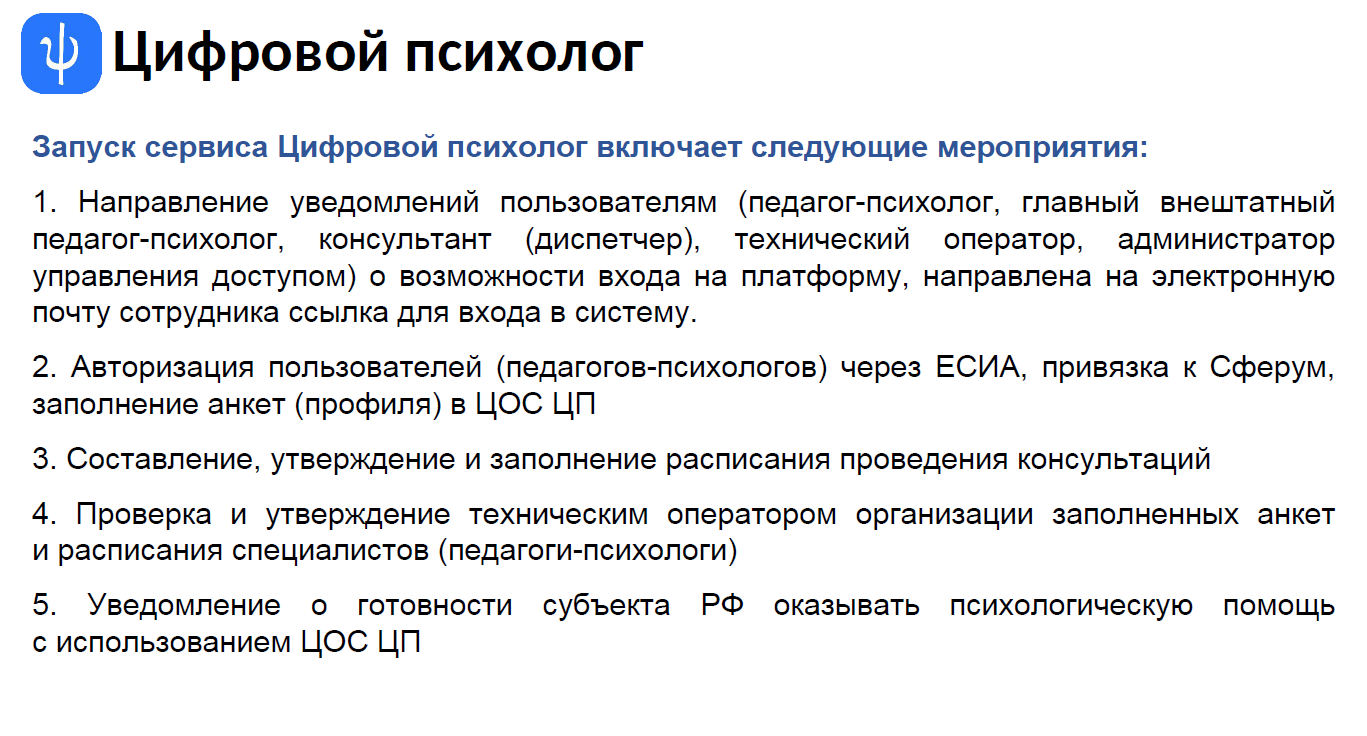 ψ Цифровой психолог
Запуск сервиса Цифровой психолог включает следующие мероприятия:
1. Направление уведомлений пользователям (педагог-психолог, главный внештатный
педагог-психолог, консультант (диспетчер), технический оператор, администратор
управления доступом) о возможности входа на платформу, направлена на электронную
почту сотрудника ссылка для входа в систему.
2. Авторизация пользователей (педагогов-психологов) через ЕСИА, привязка к Сферум,
заполнение анкет (профиля) в ЦОС ЦП
3. Составление, утверждение и заполнение расписания проведения консультаций
4. Проверка и утверждение техническим оператором организации заполненных анкет
и расписания специалистов (педагоги-психологи)
5. Уведомление о готовности субъекта РФ оказывать психологическую помощь
с использованием ЦОС ЦП